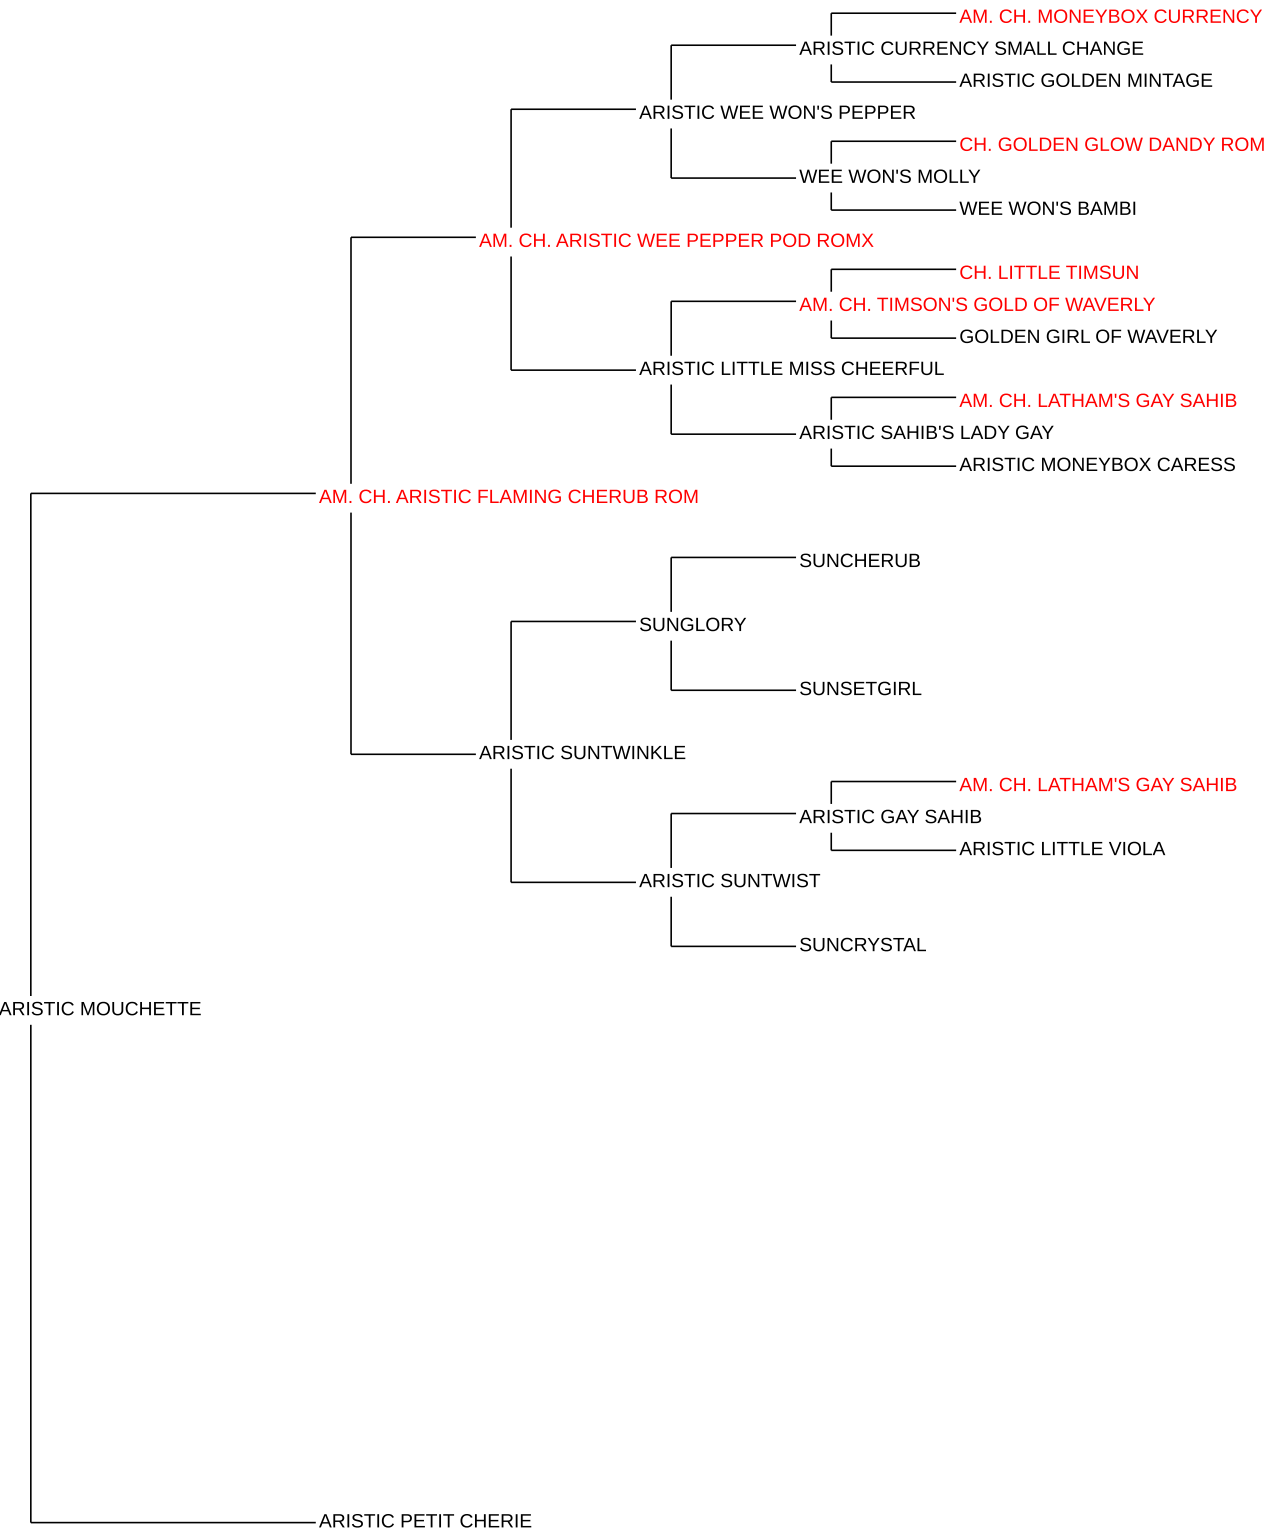 AM. CH. MONEYBOX CURRENCY
ARISTIC CURRENCY SMALL CHANGE
ARISTIC GOLDEN MINTAGE
ARISTIC WEE WON'S PEPPER
CH. GOLDEN GLOW DANDY ROM
WEE WON'S MOLLY
WEE WON'S BAMBI
AM. CH. ARISTIC WEE PEPPER POD ROMX
CH. LITTLE TIMSUN
AM. CH. TIMSON'S GOLD OF WAVERLY
GOLDEN GIRL OF WAVERLY
ARISTIC LITTLE MISS CHEERFUL
AM. CH. LATHAM'S GAY SAHIB
ARISTIC SAHIB'S LADY GAY
ARISTIC MONEYBOX CARESS
AM. CH. ARISTIC FLAMING CHERUB ROM
SUNCHERUB
SUNGLORY
SUNSETGIRL
ARISTIC SUNTWINKLE
AM. CH. LATHAM'S GAY SAHIB
ARISTIC GAY SAHIB
ARISTIC LITTLE VIOLA
ARISTIC SUNTWIST
SUNCRYSTAL
ARISTIC MOUCHETTE
ARISTIC PETIT CHERIE